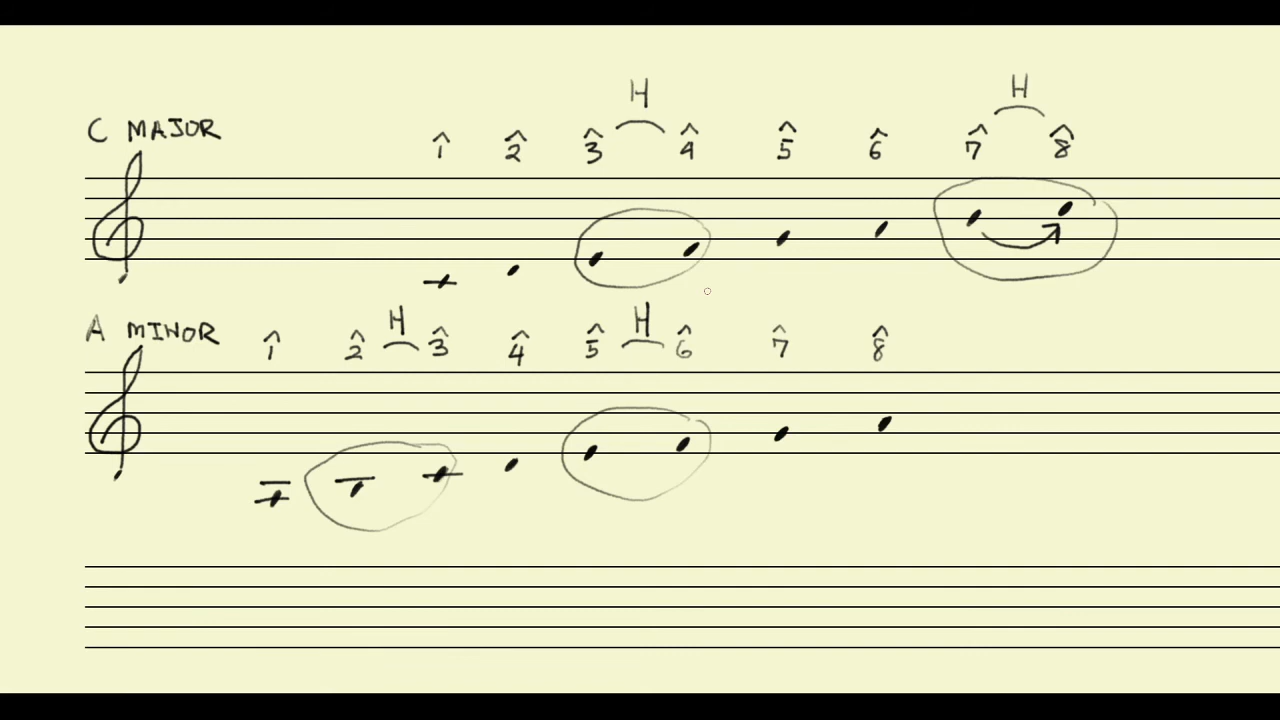 H H
C MAJOR 1̂ 2̂ 3̂ 4̂ 5̂ 6̂ 7̂ 8̂
H H
A MINOR 1̂ 2̂ 3̂ 4̂ 5̂ 6̂ 7̂ 8̂